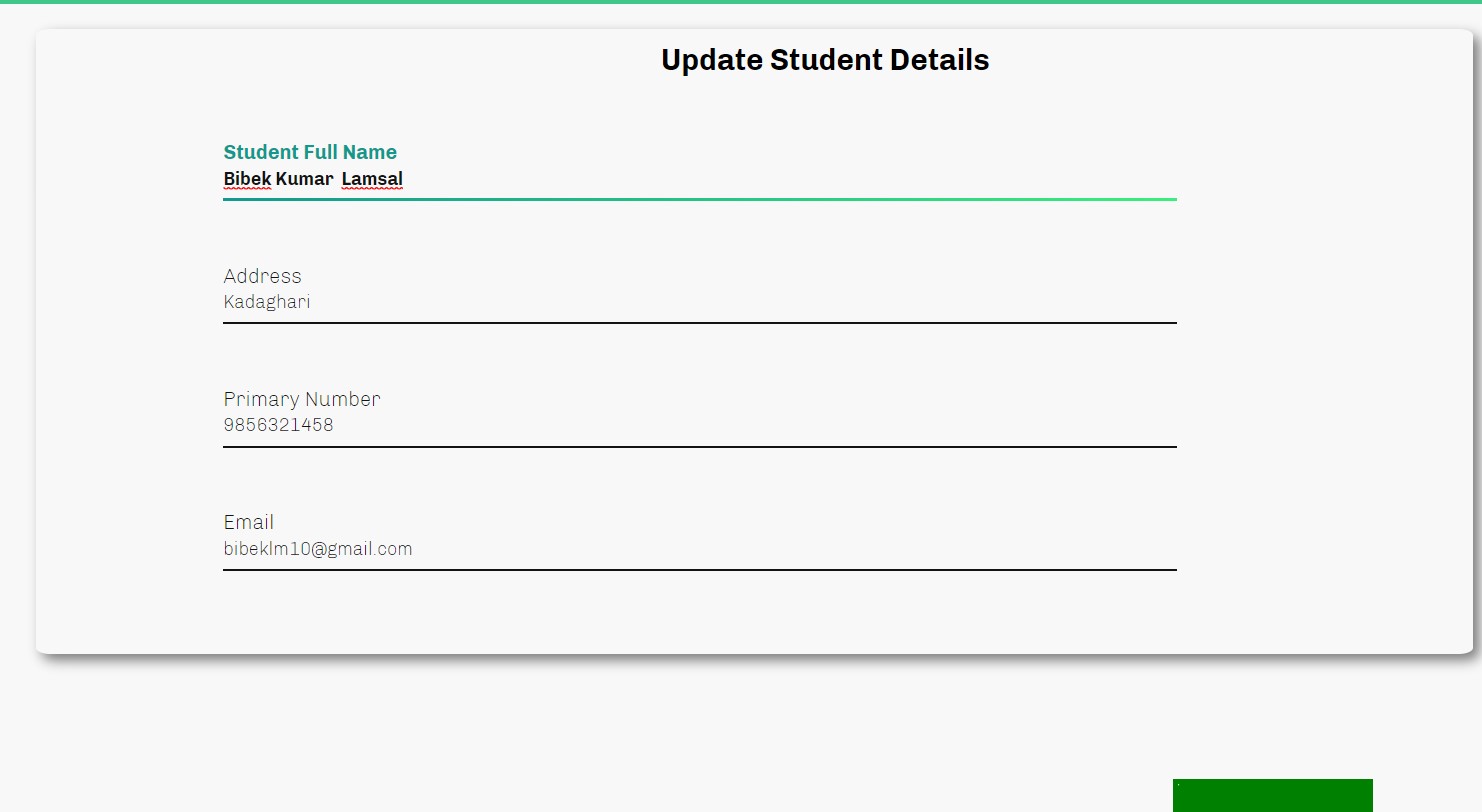 Update Student Details
Student Full Name
Bibek Kumar  Lamsal
Address
Kadaghari
Primary Number
9856321458
Email
bibeklm10@gmail.com